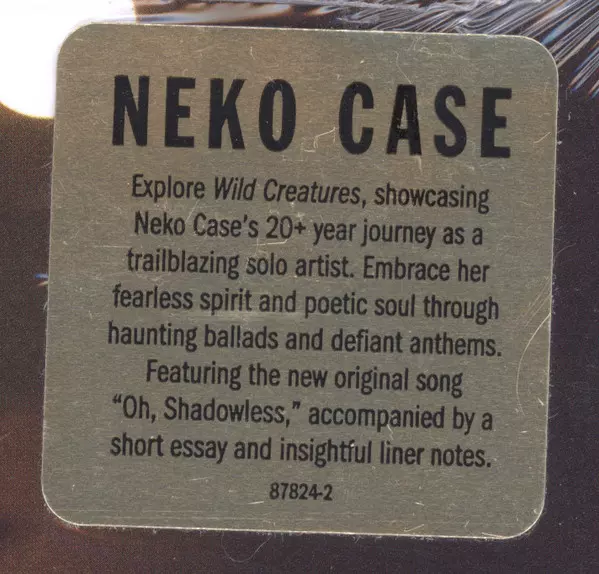 NEKO CASE
Explore Wild Creatures, showcasing
Neko Case's 20+ year journey as a
trailblazing solo artist. Embrace her
fearless spirit and poetic soul through
haunting ballads and defiant anthems.
Featuring the new original song
“Oh, Shadowless,” accompanied by a
short essay and insightful liner notes.
87824-2